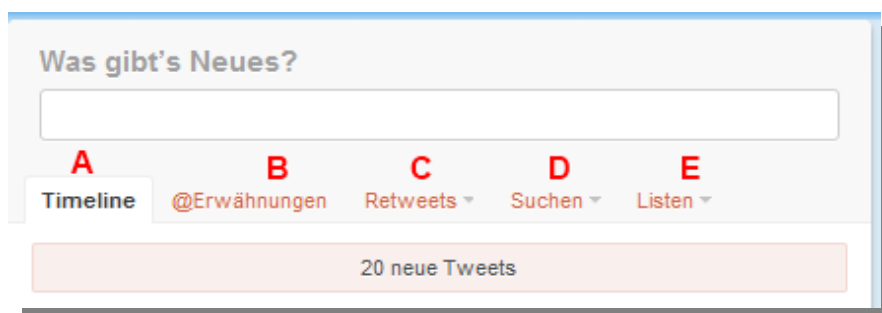 Was gibt's Neues?
A B C D E
Timeline @Erwähnungen Retweets Suchen Listen
20 neue Tweets